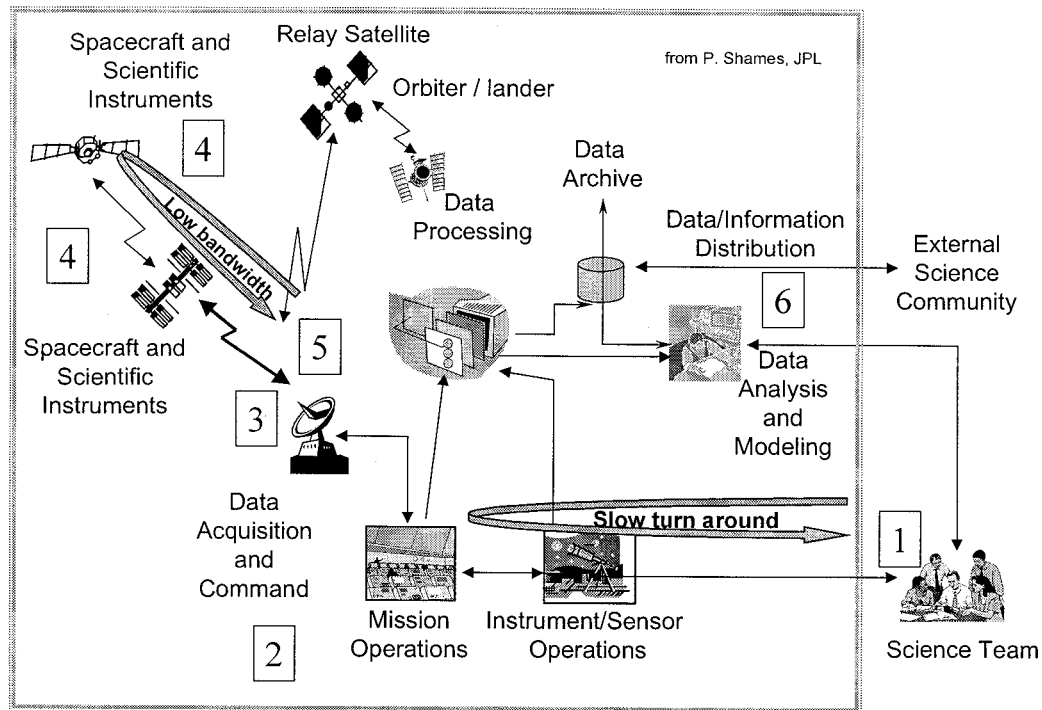 Spacecraft and
Scientific
Instruments
Relay Satellite
from P. Shames, JPL
Orbiter / lander
4
Data
Archive
Data
Processing
Low bandwidth
4
Data/Information
Distribution
External
Science
Community
6
5
Spacecraft and
Scientific
Instruments
3
Data
Analysis
and
Modeling
Data
Acquisition
and
Command
Slow turn around
1
Mission
Operations
Instrument/Sensor
Operations
2
Science Team